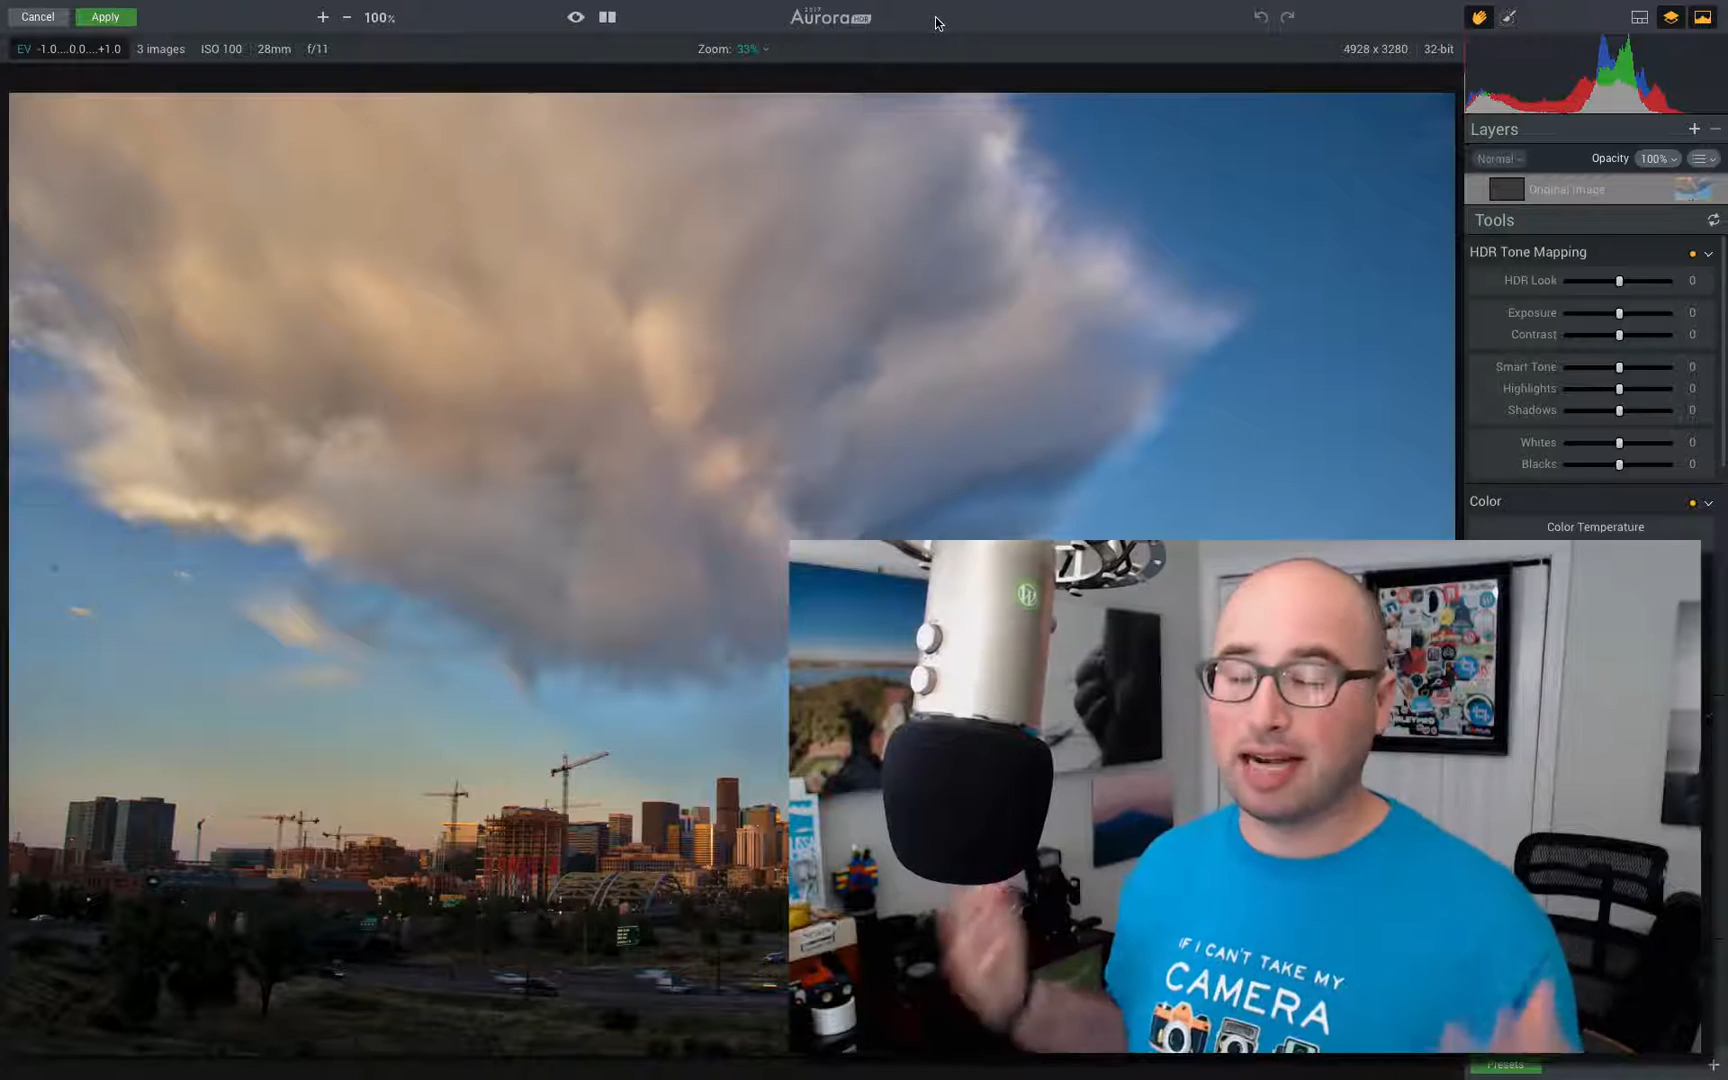 Cancel Apply + − 100% 2017 Aurora HDR
EV -1.0....0.0....+1.0 3 images ISO 100 28mm f/11 Zoom: 33% 4928 x 3280 32-bit
Layers + −
Normal Opacity 100%
Original Image
Tools
HDR Tone Mapping
HDR Look 0
Exposure 0
Contrast 0
Smart Tone 0
Highlights 0
Shadows 0
Whites 0
Blacks 0
Color
Color Temperature
IF I CAN'T TAKE MY
CAMERA
Presets +